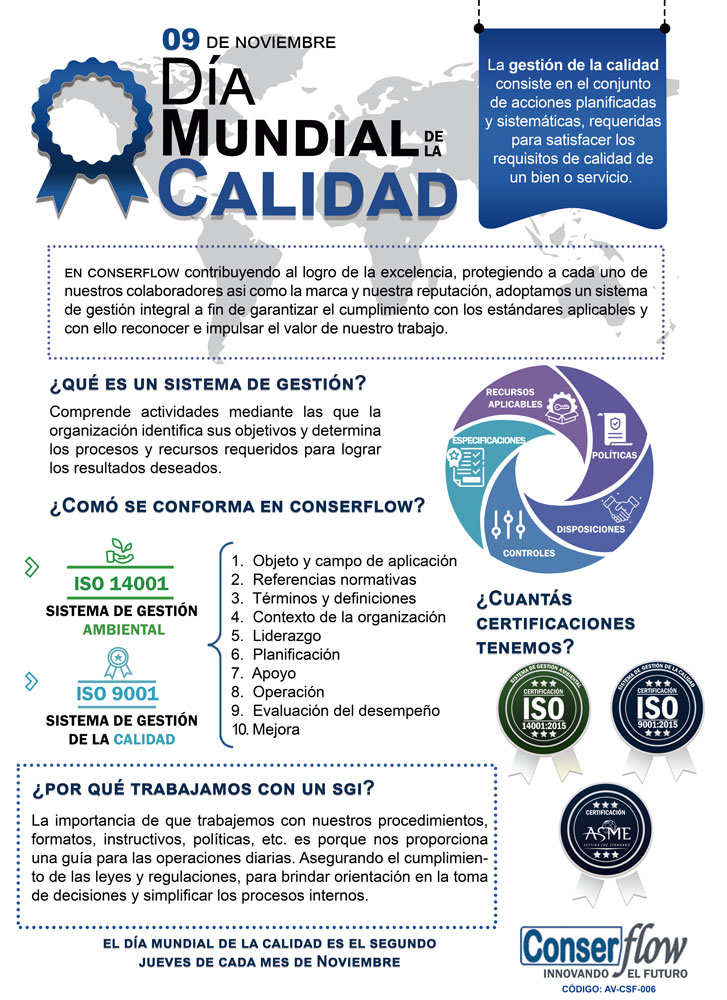 09 DE NOVIEMBRE
DÍA
MUNDIAL DE LA
CALIDAD
La gestión de la calidad
consiste en el conjunto
de acciones planificadas
y sistemáticas, requeridas
para satisfacer los
requisitos de calidad de
un bien o servicio.
EN CONSERFLOW contribuyendo al logro de la excelencia, protegiendo a cada uno de
nuestros colaboradores asi como la marca y nuestra reputación, adoptamos un sistema
de gestión integral a fin de garantizar el cumplimiento con los estándares aplicables y
con ello reconocer e impulsar el valor de nuestro trabajo.
¿QUÉ ES UN SISTEMA DE GESTIÓN?
Comprende actividades mediante las que la
organización identifica sus objetivos y determina
los procesos y recursos requeridos para lograr
los resultados deseados.
RECURSOS
APLICABLES
POLÍTICAS
DISPOSICIONES
CONTROLES
ESPECIFICACIONES
¿COMÓ SE CONFORMA EN CONSERFLOW?
ISO 14001
SISTEMA DE GESTIÓN
AMBIENTAL
ISO 9001
SISTEMA DE GESTIÓN
DE LA CALIDAD
1. Objeto y campo de aplicación
2. Referencias normativas
3. Términos y definiciones
4. Contexto de la organización
5. Liderazgo
6. Planificación
7. Apoyo
8. Operación
9. Evaluación del desempeño
10. Mejora
¿CUANTÁS
CERTIFICACIONES
TENEMOS?
SISTEMA DE GESTIÓN AMBIENTAL
CERTIFICACIÓN
ISO
14001:2015
SISTEMA DE GESTIÓN DE LA CALIDAD
CERTIFICACIÓN
ISO
9001:2015
CERTIFICACIÓN
ASME
SETTING THE STANDARD
¿POR QUÉ TRABAJAMOS CON UN SGI?
La importancia de que trabajemos con nuestros procedimientos,
formatos, instructivos, políticas, etc. es porque nos proporciona
una guía para las operaciones diarias. Asegurando el cumplimien-
to de las leyes y regulaciones, para brindar orientación en la toma
de decisiones y simplificar los procesos internos.
EL DÍA MUNDIAL DE LA CALIDAD ES EL SEGUNDO
JUEVES DE CADA MES DE NOVIEMBRE
Conserflow
INNOVANDO EL FUTURO
CÓDIGO: AV-CSF-006